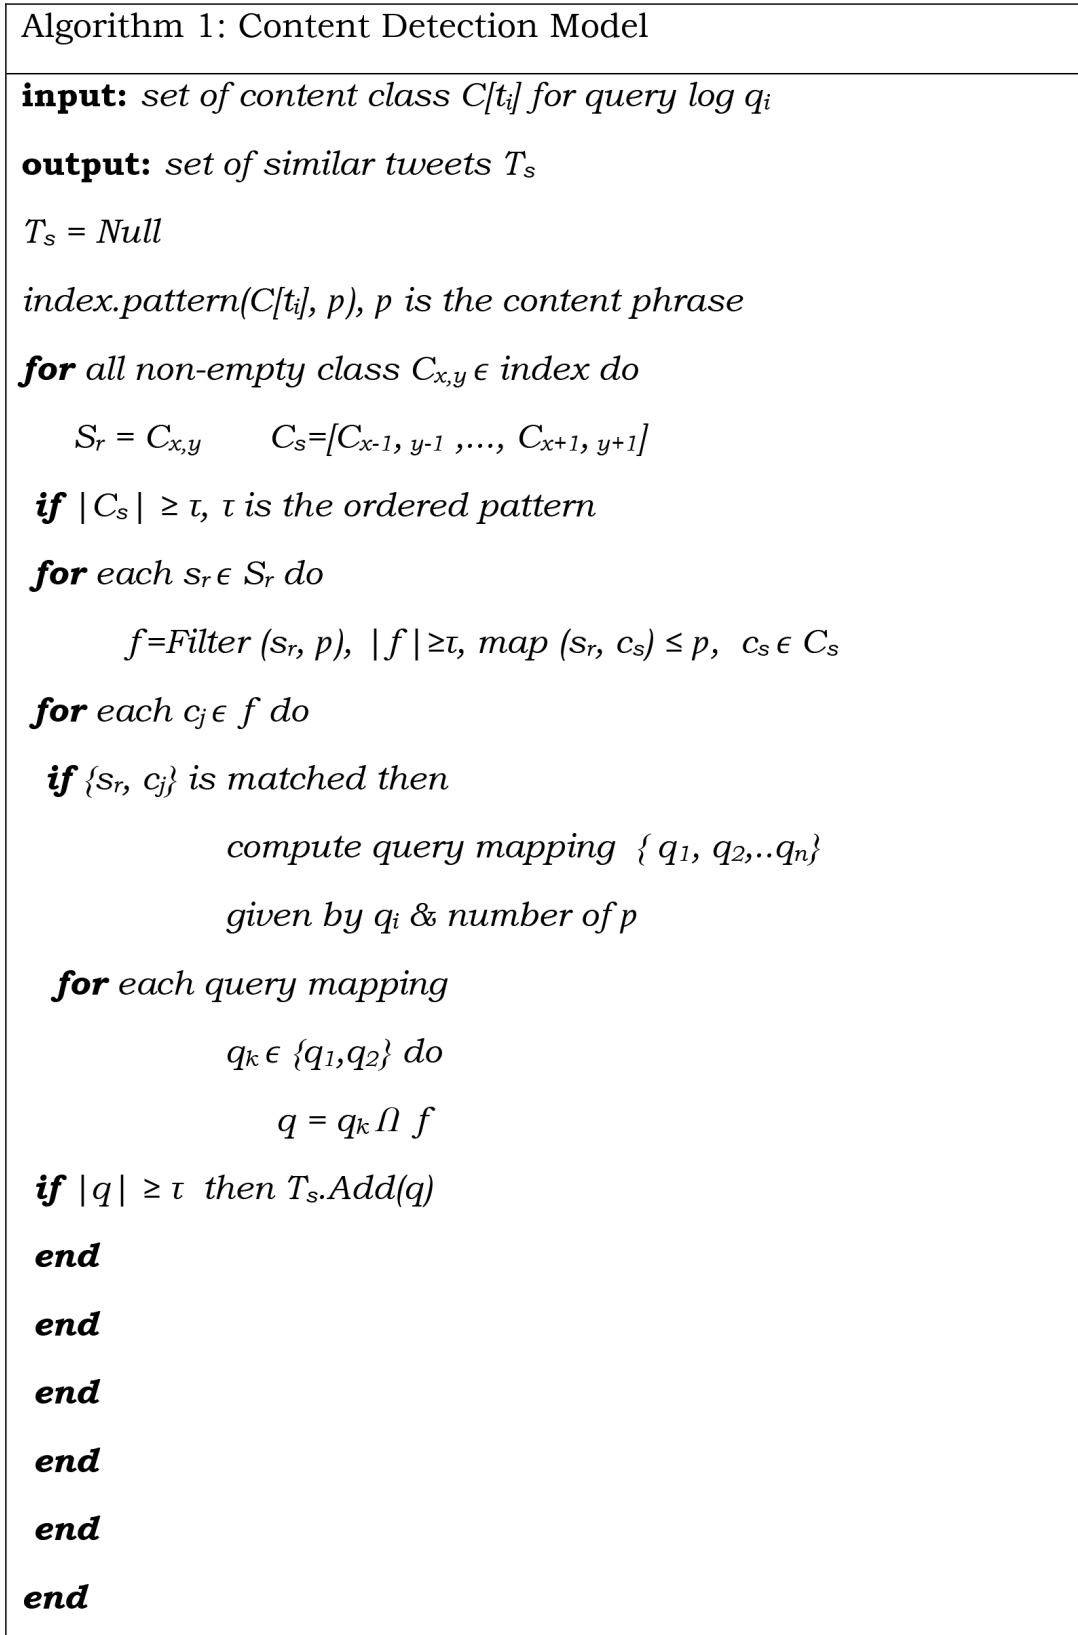 Algorithm 1: Content Detection Model
input: set of content class C[tᵢ] for query log qᵢ
output: set of similar tweets Tₛ
Tₛ = Null
index.pattern(C[tᵢ], p), p is the content phrase
for all non-empty class Cx,y ϵ index do
Sᵣ = Cx,y Cₛ=[Cx-1, y-1 ,…, Cx+1, y+1]
if |Cₛ| ≥ τ, τ is the ordered pattern
for each sᵣ ϵ Sᵣ do
f=Filter (sᵣ, p), |f|≥τ, map (sᵣ, cₛ) ≤ p, cₛ ϵ Cₛ
for each cⱼ ϵ f do
if {sᵣ, cⱼ} is matched then
compute query mapping { q₁, q₂,..qₙ}
given by qᵢ & number of p
for each query mapping
qₖ ϵ {q₁,q₂} do
q = qₖ ∩ f
if |q| ≥ τ then Tₛ.Add(q)
end
end
end
end
end
end